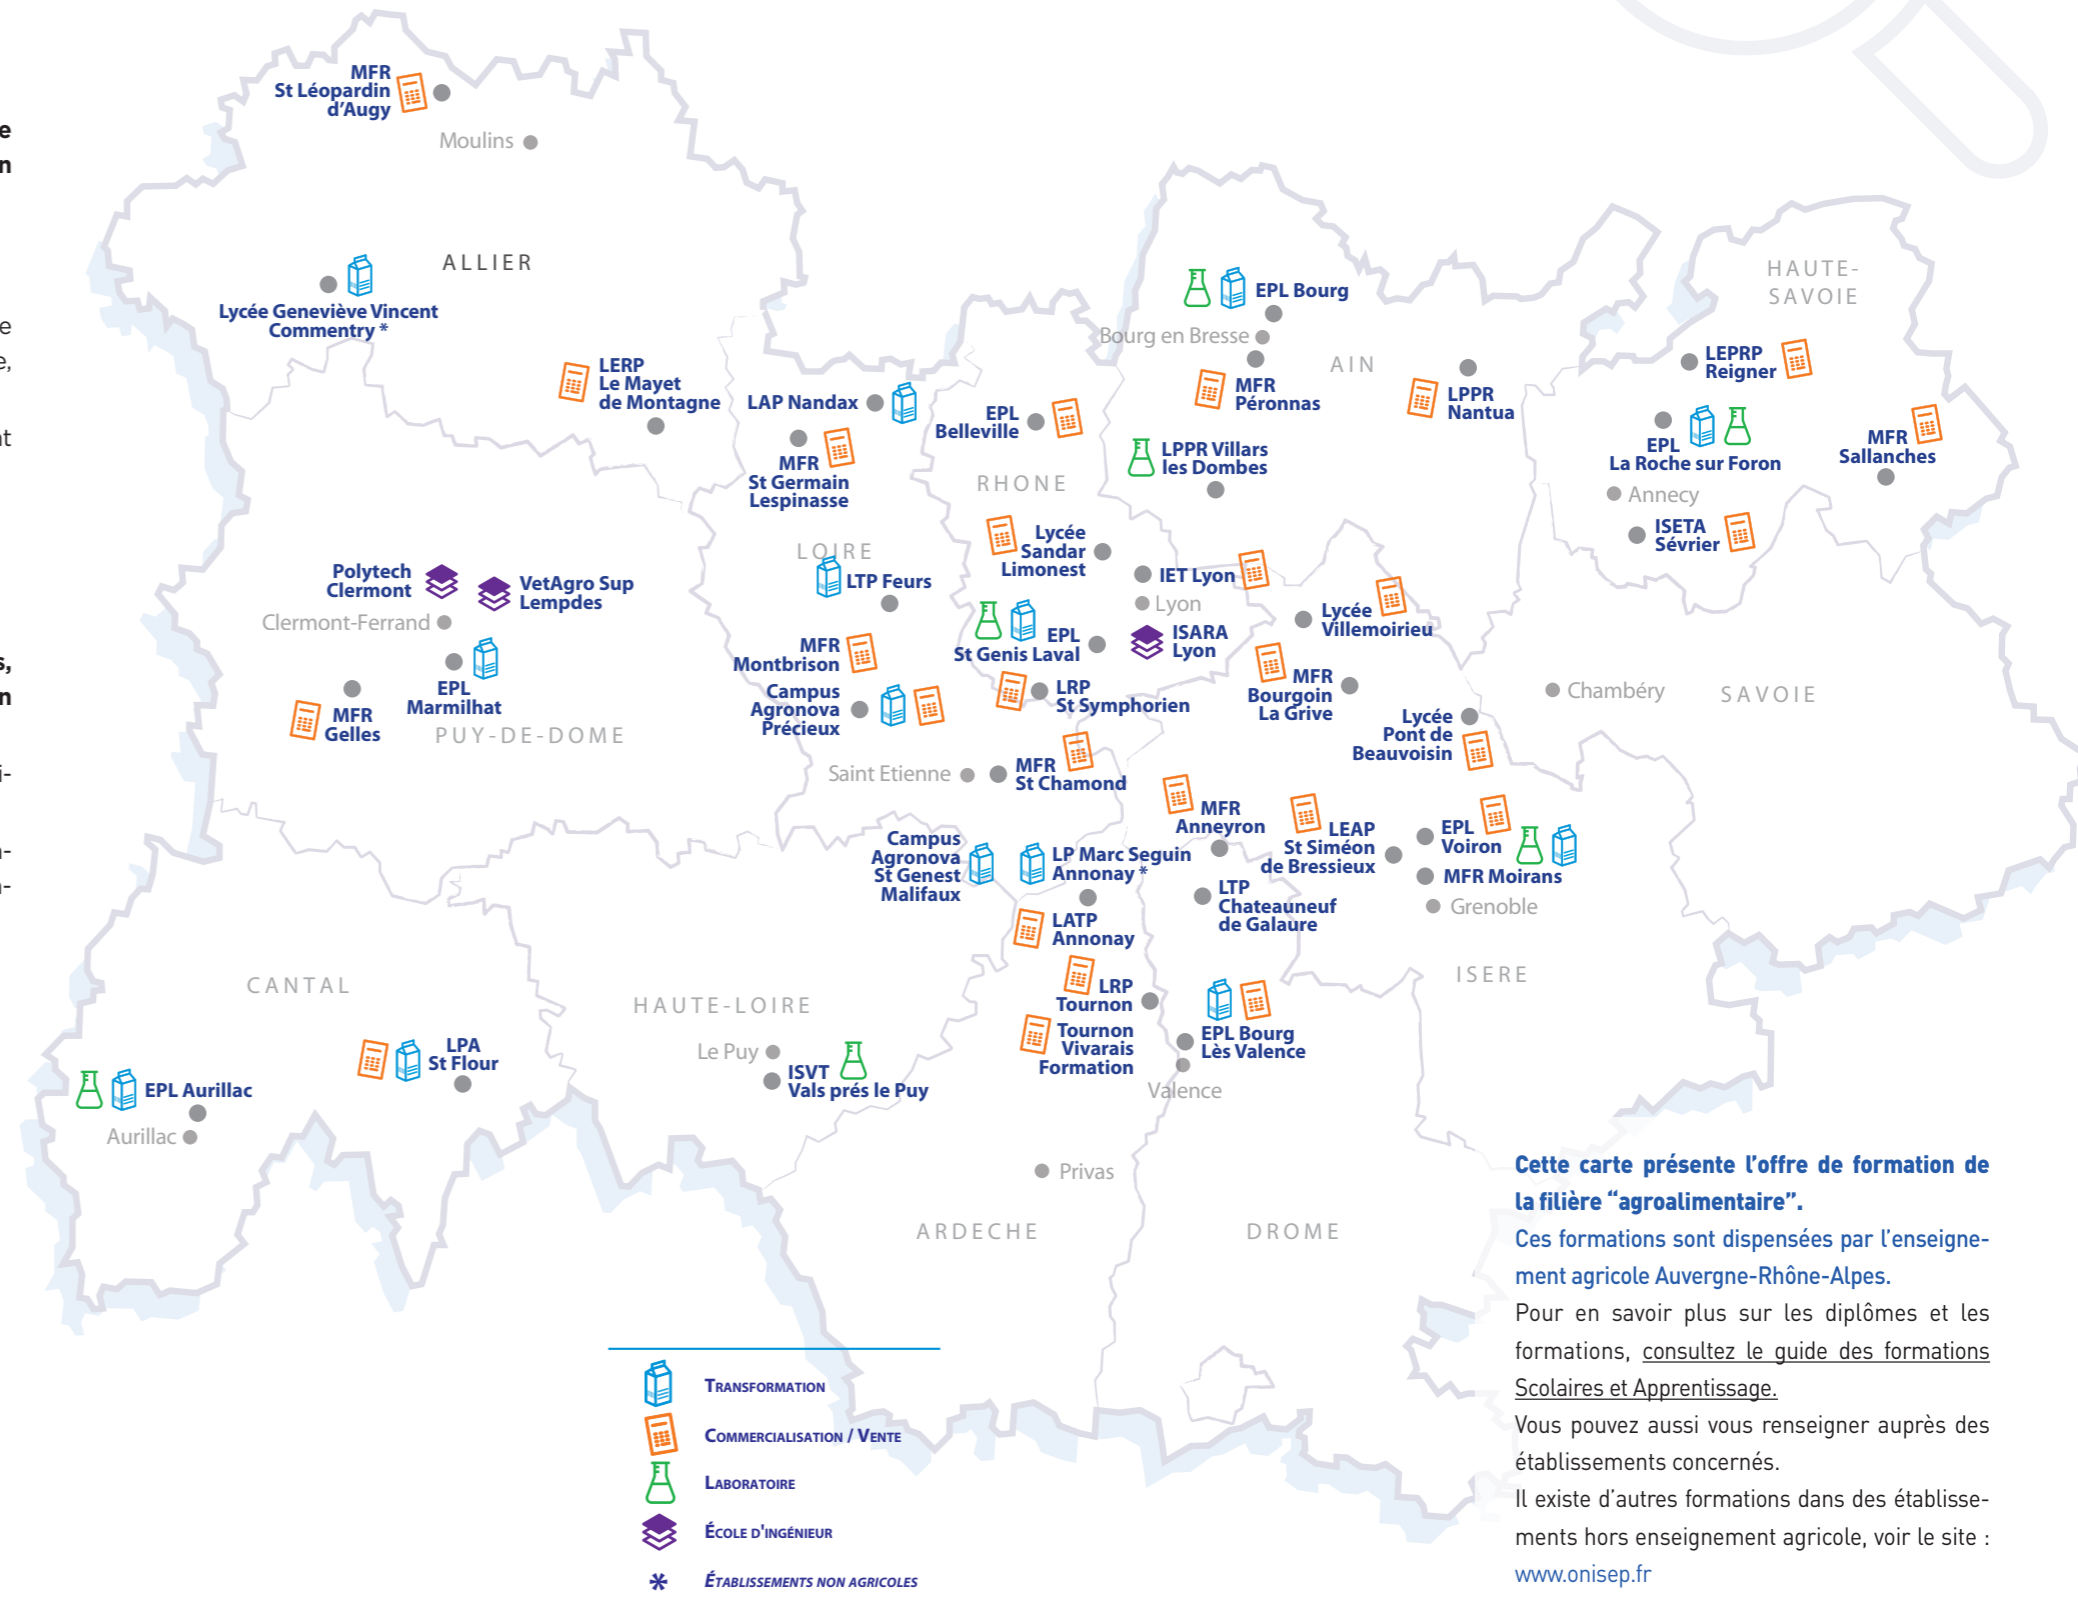 e
n
e
e,
nt
s,
n
i-
a-
a-
MFR
St Léopardin
d'Augy
Moulins
ALLIER
Lycée Geneviève Vincent
Commentry *
LERP
Le Mayet
de Montagne
LAP Nandax
MFR
St Germain
Lespinasse
EPL
Belleville
RHONE
EPL Bourg
Bourg en Bresse
MFR
Péronnas
AIN
LPPR
Nantua
LPPR Villars
les Dombes
HAUTE-
SAVOIE
LEPRP
Reigner
EPL
La Roche sur Foron
MFR
Sallanches
Annecy
ISETA
Sévrier
LOIRE
LTP Feurs
Lycée
Sandar
Limonest
IET Lyon
Lyon
Lycée
Villemoirieu
Polytech
Clermont
VetAgro Sup
Lempdes
Clermont-Ferrand
EPL
Marmilhat
MFR
Gelles
PUY-DE-DOME
MFR
Montbrison
Campus
Agronova
Précieux
EPL
St Genis Laval
ISARA
Lyon
LRP
St Symphorien
MFR
Bourgoin
La Grive
Lycée
Pont de
Beauvoisin
Chambéry
SAVOIE
Saint Etienne
MFR
St Chamond
MFR
Anneyron
LEAP
St Siméon
de Bressieux
EPL
Voiron
MFR Moirans
Grenoble
Campus
Agronova
St Genest
Malifaux
LP Marc Seguin
Annonay *
LATP
Annonay
LTP
Chateauneuf
de Galaure
ISERE
CANTAL
HAUTE-LOIRE
LRP
Tournon
Tournon
Vivarais
Formation
EPL Bourg
Lès Valence
Valence
LPA
St Flour
EPL Aurillac
Aurillac
Le Puy
ISVT
Vals prés le Puy
Privas
ARDECHE
DROME
TRANSFORMATION
COMMERCIALISATION / VENTE
LABORATOIRE
ÉCOLE D'INGÉNIEUR
* ÉTABLISSEMENTS NON AGRICOLES
Cette carte présente l'offre de formation de
la filière “agroalimentaire”.
Ces formations sont dispensées par l'enseigne-
ment agricole Auvergne-Rhône-Alpes.
Pour en savoir plus sur les diplômes et les
formations, consultez le guide des formations
Scolaires et Apprentissage.
Vous pouvez aussi vous renseigner auprès des
établissements concernés.
Il existe d'autres formations dans des établisse-
ments hors enseignement agricole, voir le site :
www.onisep.fr